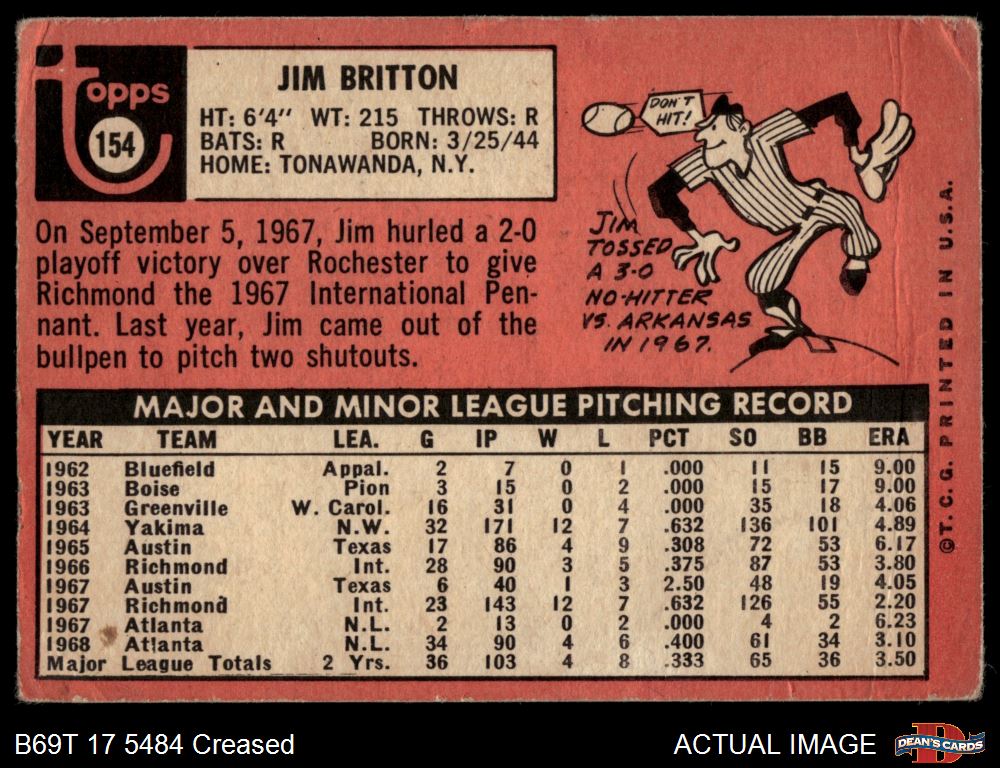 Topps
154
JIM BRITTON
HT: 6'4" WT: 215 THROWS: R
BATS: R BORN: 3/25/44
HOME: TONAWANDA, N.Y.
DON'T
HIT!
JIM
TOSSED
A 3-0
NO-HITTER
VS. ARKANSAS
IN 1967.
On September 5, 1967, Jim hurled a 2-0
playoff victory over Rochester to give
Richmond the 1967 International Pen-
nant. Last year, Jim came out of the
bullpen to pitch two shutouts.
MAJOR AND MINOR LEAGUE PITCHING RECORD
YEAR TEAM LEA. G IP W L PCT SO BB ERA
1962 Bluefield Appal. 2 7 0 1 .000 11 15 9.00
1963 Boise Pion 3 15 0 2 .000 15 17 9.00
1963 Greenville W. Carol. 16 31 0 4 .000 35 18 4.06
1964 Yakima N.W. 32 171 12 7 .632 136 101 4.89
1965 Austin Texas 17 86 4 9 .308 72 53 6.17
1966 Richmond Int. 28 90 3 5 .375 87 53 3.80
1967 Austin Texas 6 40 1 3 2.50 48 19 4.05
1967 Richmond Int. 23 143 12 7 .632 126 55 2.20
1967 Atlanta N.L. 2 13 0 2 .000 4 2 6.23
1968 Atlanta N.L. 34 90 4 6 .400 61 34 3.10
Major League Totals 2 Yrs. 36 103 4 8 .333 65 36 3.50
©T. C. G. PRINTED IN U.S.A.
B69T 17 5484 Creased
ACTUAL IMAGE
D
DEAN'S CARDS